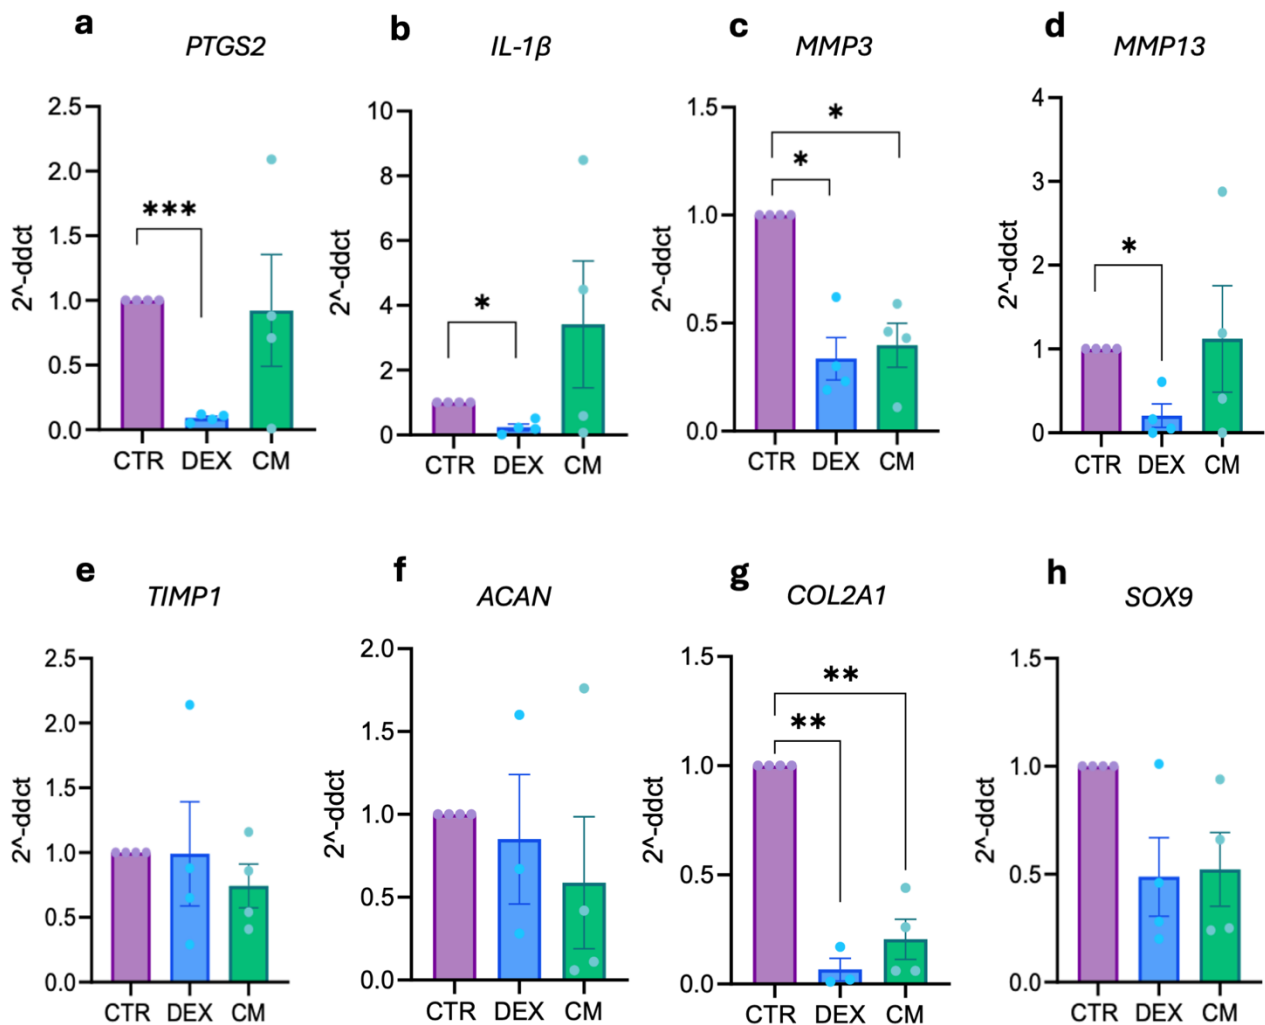 a PTGS2
2.5
2.0
***
1.5
1.0
0.5
0.0
2^-ddct
CTR DEX CM
b IL-1β
10
8
6
4
*
2
0
2^-ddct
CTR DEX CM
c MMP3
1.5
*
*
1.0
0.5
0.0
2^-ddct
CTR DEX CM
d MMP13
4
3
*
2
1
0
2^-ddct
CTR DEX CM
e TIMP1
2.5
2.0
1.5
1.0
0.5
0.0
2^-ddct
CTR DEX CM
f ACAN
2.0
1.5
1.0
0.5
0.0
2^-ddct
CTR DEX CM
g COL2A1
1.5
**
**
1.0
0.5
0.0
2^-ddct
CTR DEX CM
h SOX9
1.5
1.0
0.5
0.0
2^-ddct
CTR DEX CM